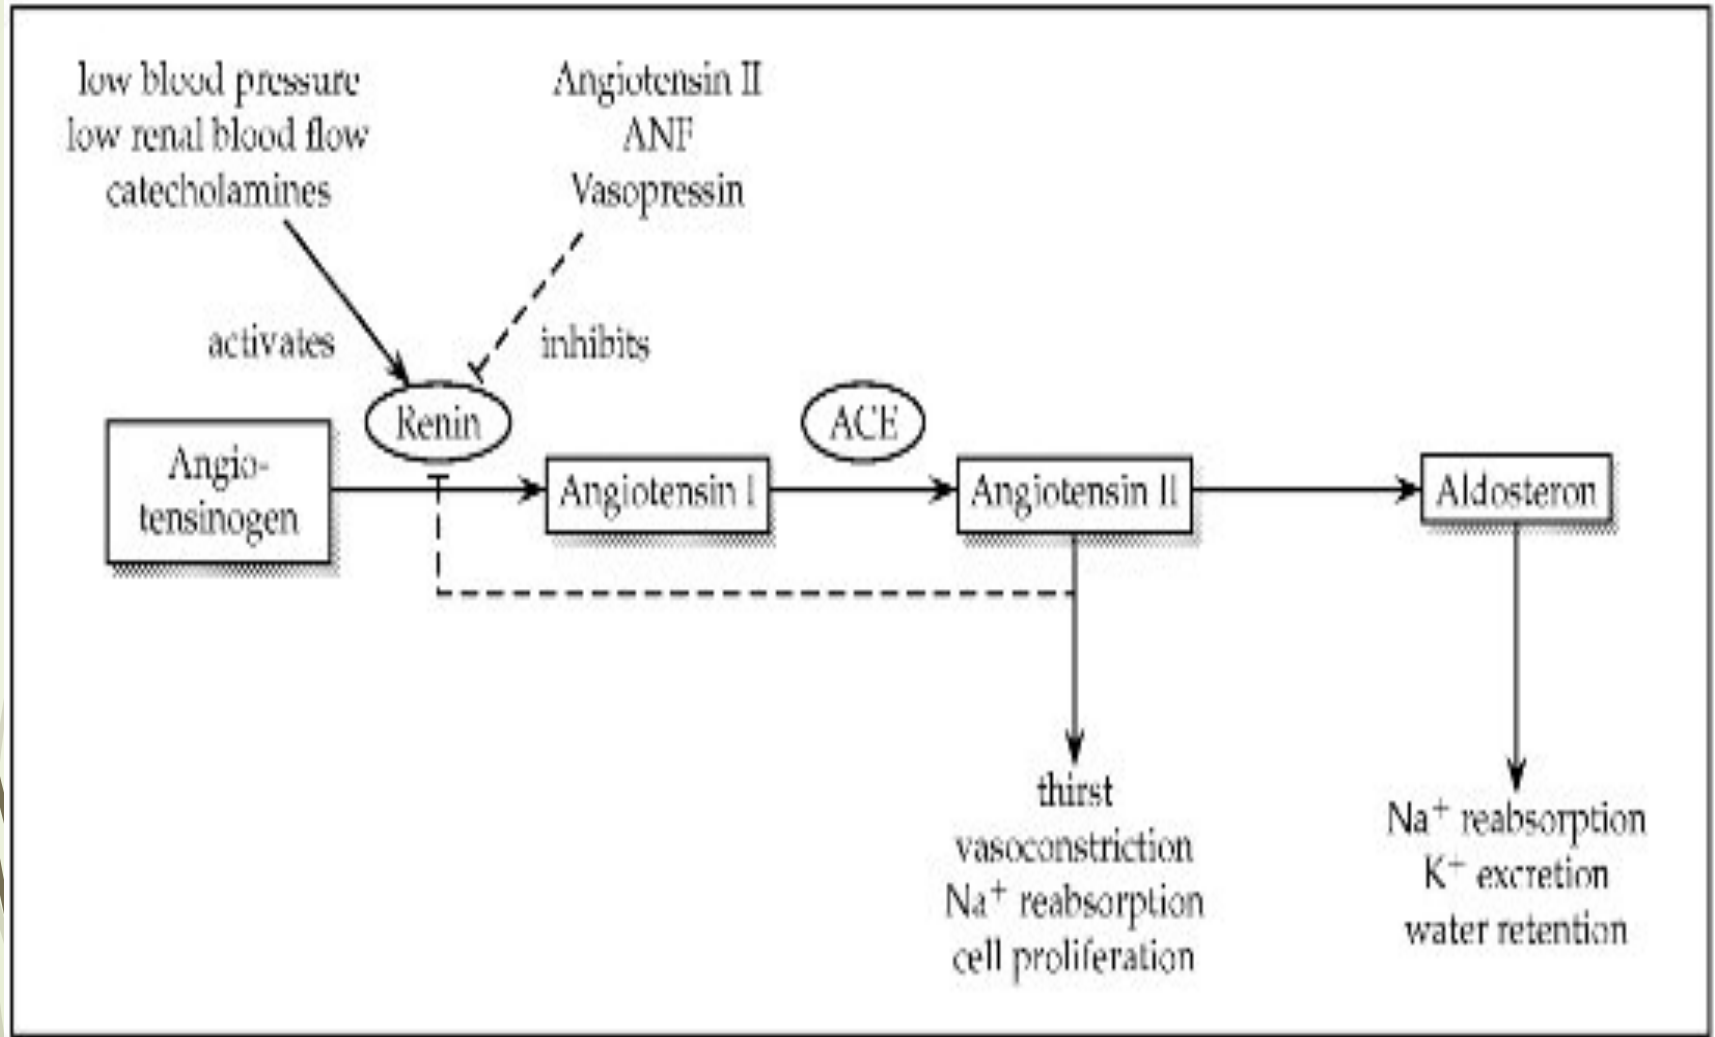 low blood pressure
low renal blood flow
catecholamines
Angiotensin II
ANF
Vasopressin
activates
inhibits
Renin
ACE
Angio-
tensinogen
Angiotensin I
Angiotensin II
Aldosteron
thirst
vasoconstriction
Na⁺ reabsorption
cell proliferation
Na⁺ reabsorption
K⁺ excretion
water retention